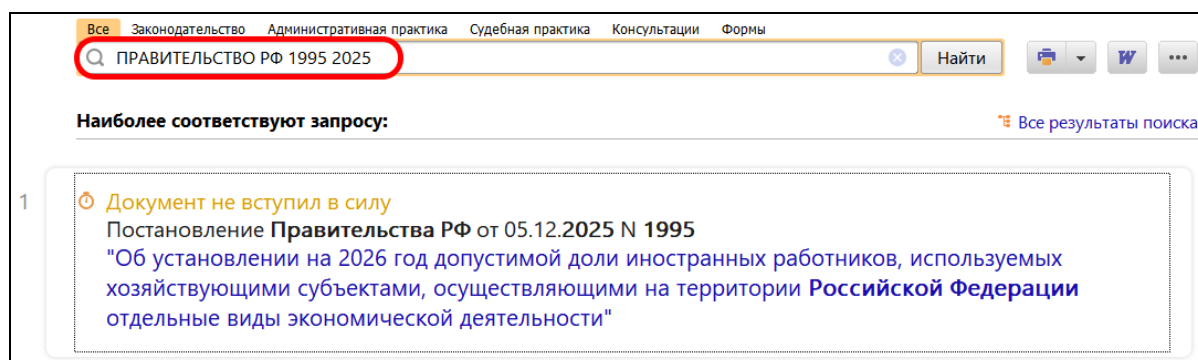 Все Законодательство Административная практика Судебная практика Консультации Формы
ПРАВИТЕЛЬСТВО РФ 1995 2025 Найти W
Наиболее соответствуют запросу: Все результаты поиска
1 Документ не вступил в силу
Постановление Правительства РФ от 05.12.2025 N 1995
"Об установлении на 2026 год допустимой доли иностранных работников, используемых
хозяйствующими субъектами, осуществляющими на территории Российской Федерации
отдельные виды экономической деятельности"